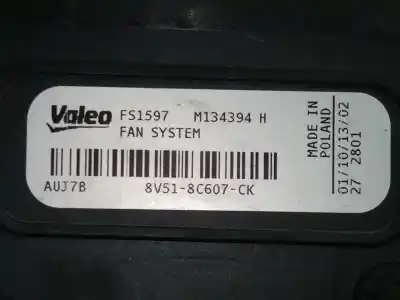 Valeo FS1597 M134394 H
FAN SYSTEM
AUJ7B 8V51-8C607-CK
MADE IN
POLAND
01/10/13/02
27 2801